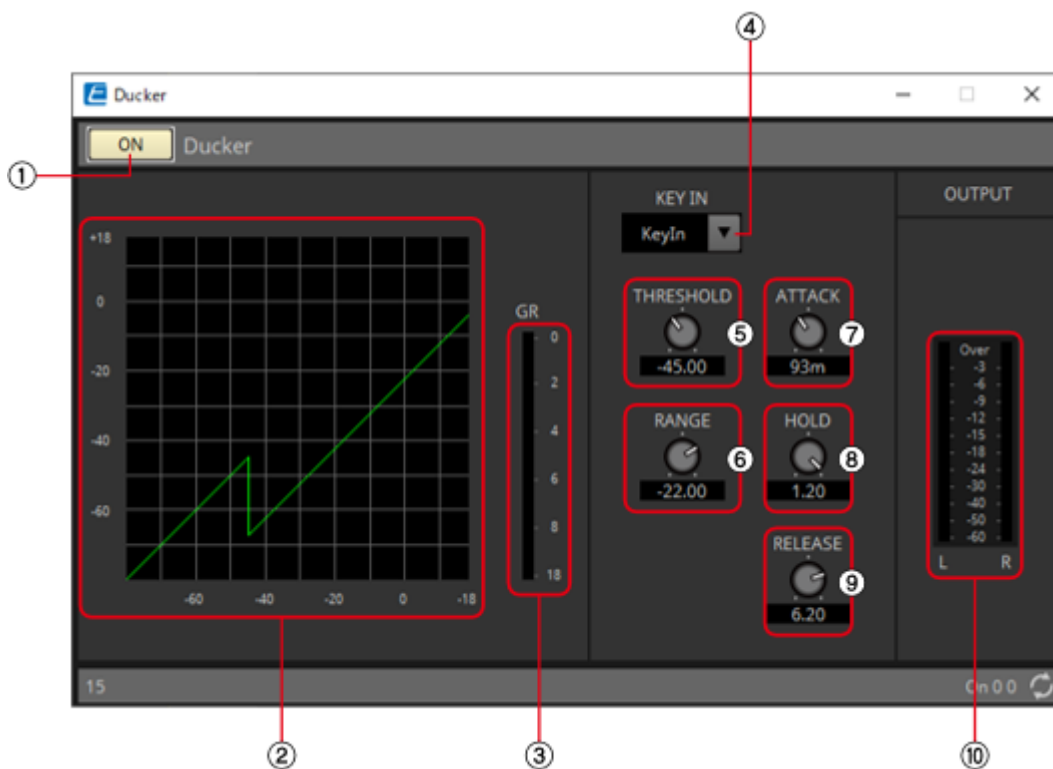 ④
Ducker
ON
Ducker
①
KEY IN
KeyIn
OUTPUT
+18
0
-20
-40
-60
-60
-40
-20
0
-18
GR
0
2
4
6
8
18
THRESHOLD
⑤
-45.00
ATTACK
⑦
93m
RANGE
⑥
-22.00
HOLD
⑧
1.20
RELEASE
⑨
6.20
Over
-3
-6
-9
-12
-15
-18
-24
-30
-40
-50
-60
L R
15
On 0 0
②
③
⑩